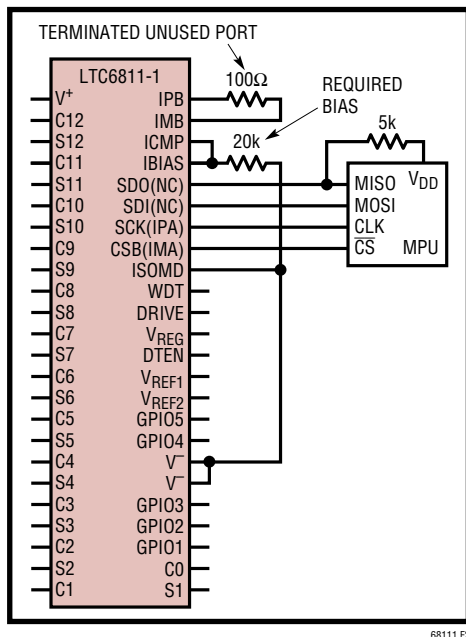 TERMINATED UNUSED PORT
100Ω
REQUIRED
BIAS
20k
5k
LTC6811-1
V+
C12
S12
C11
S11
C10
S10
C9
S9
C8
S8
C7
S7
C6
S6
C5
S5
C4
S4
C3
S3
C2
S2
C1
IPB
IMB
ICMP
IBIAS
SDO(NC)
SDI(NC)
SCK(IPA)
CSB(IMA)
ISOMD
WDT
DRIVE
VREG
DTEN
VREF1
VREF2
GPIO5
GPIO4
V–
V–
GPIO3
GPIO2
GPIO1
C0
S1
MISO VDD
MOSI
CLK
C̅S̅ MPU